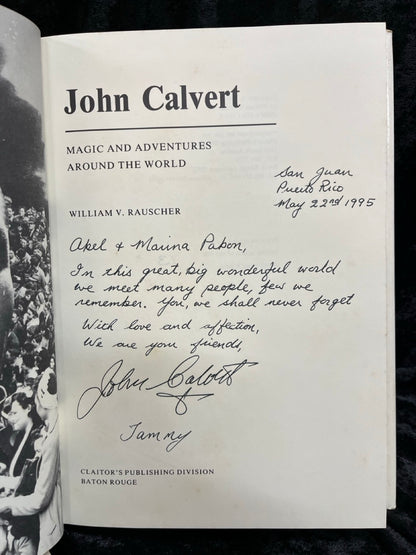 John Calvert
MAGIC AND ADVENTURES
AROUND THE WORLD
San Juan
Puerto Rico
May 22nd 1995
WILLIAM V. RAUSCHER
Abel & Marina Pabon,
In this great, big wonderful world
we meet many people, few we
remember. You, we shall never forget
With love and affection,
We are your friends,
John Calvert
Tammy
CLAITOR'S PUBLISHING DIVISION
BATON ROUGE